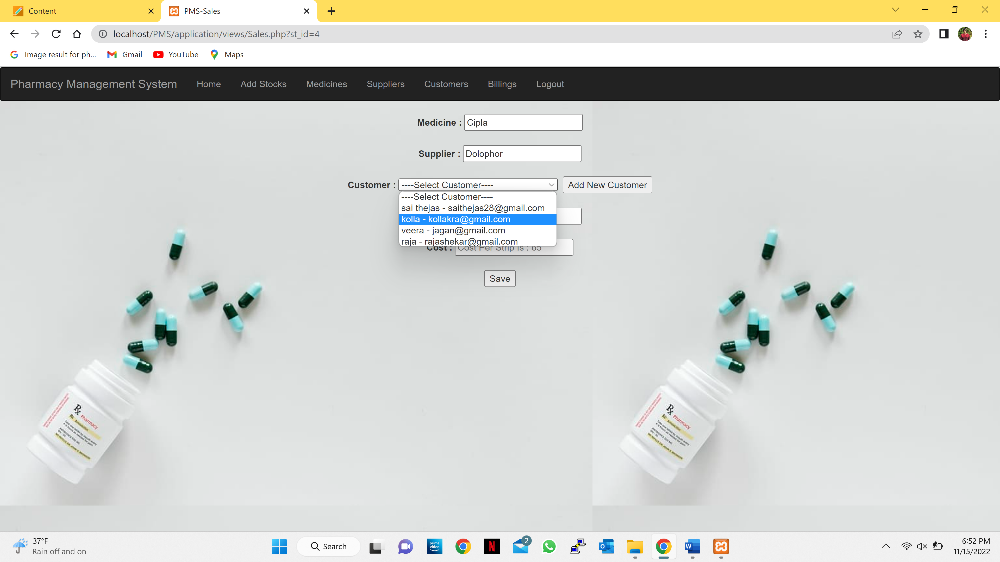 Content
PMS-Sales
localhost/PMS/application/views/Sales.php?st_id=4
Image result for ph... Gmail YouTube Maps
Pharmacy Management System Home Add Stocks Medicines Suppliers Customers Billings Logout
Medicine : Cipla
Supplier : Dolophor
Customer : ----Select Customer---- Add New Customer
----Select Customer----
sai thejas - saithejas28@gmail.com
kolla - kollakra@gmail.com
veera - jagan@gmail.com
raja - rajashekar@gmail.com
Cost : Cost Per Strip Is : 65
Save
Rx Pharmacy
Rx Pharmacy
37°F
Rain off and on
Search
prime video
N
2
O
W
6:52 PM
11/15/2022